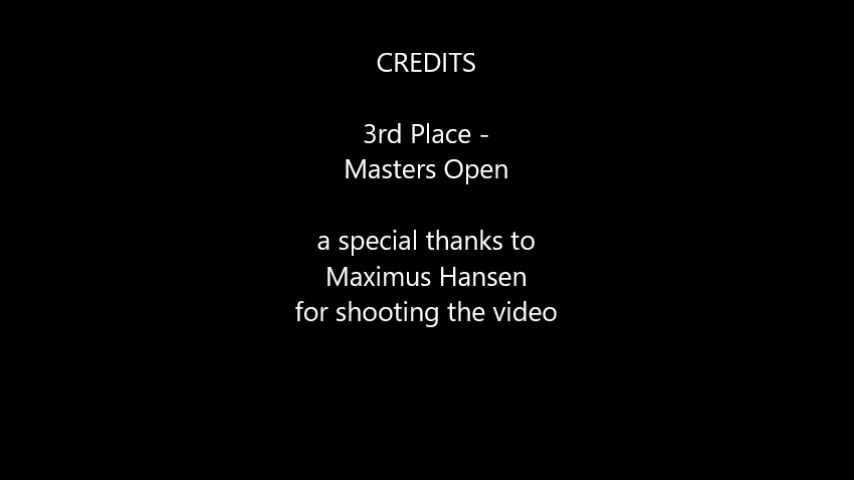 CREDITS
3rd Place -
Masters Open
a special thanks to
Maximus Hansen
for shooting the video